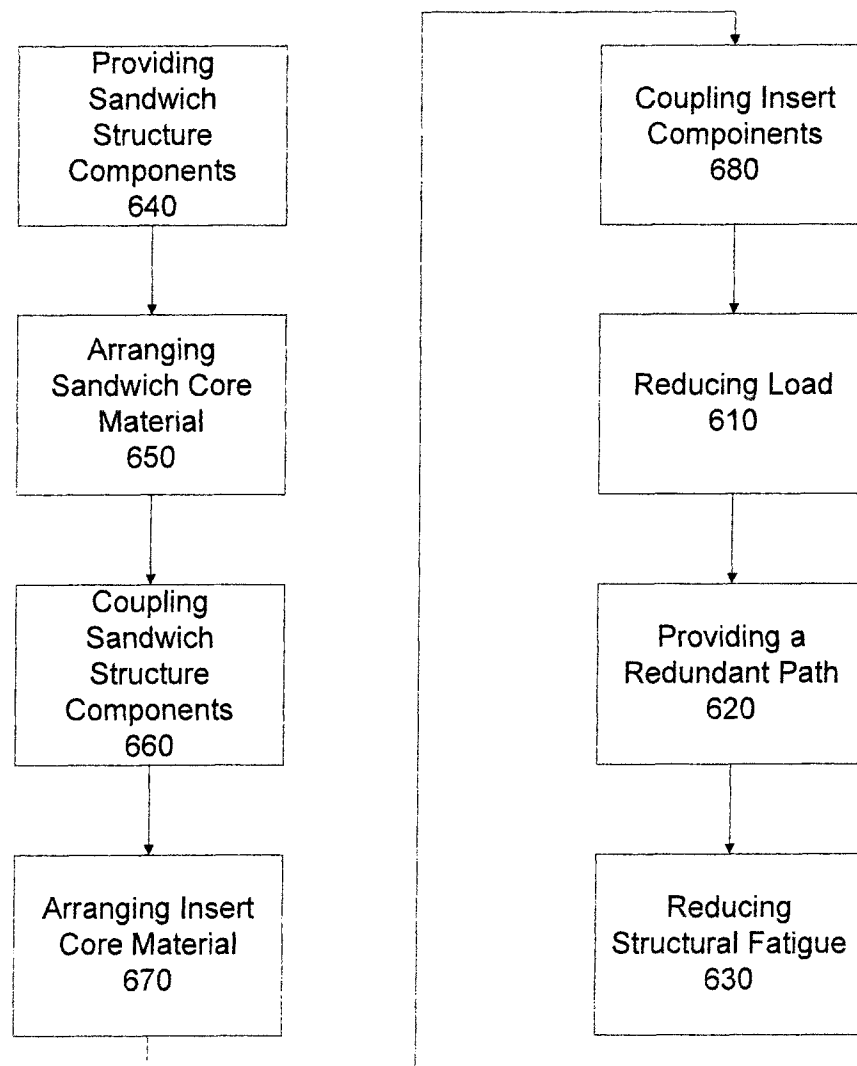 Providing
Sandwich
Structure
Components
640
Arranging
Sandwich Core
Material
650
Coupling
Sandwich
Structure
Components
660
Arranging Insert
Core Material
670
Coupling Insert
Compoinents
680
Reducing Load
610
Providing a
Redundant Path
620
Reducing
Structural Fatigue
630